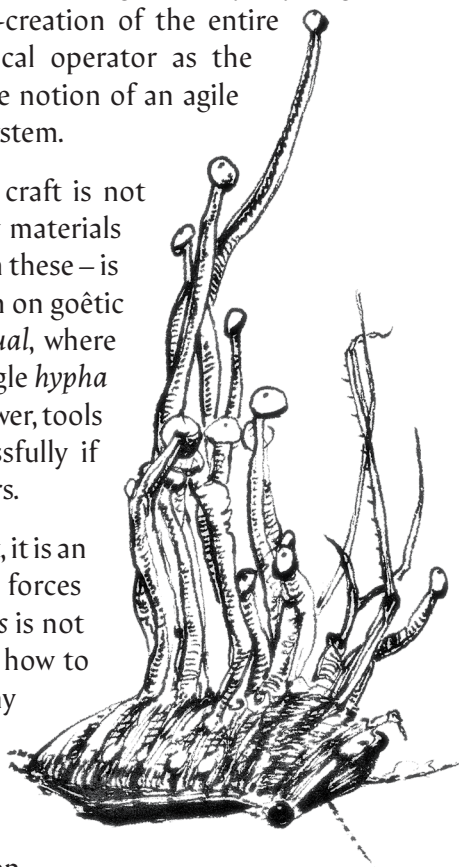 -creation of the entire
cal operator as the
notion of an agile
stem.
craft is not
materials
these – is
on goêtic
ual, where
gle hypha
wer, tools
ssfully if
rs.
, it is an
forces
s is not
how to